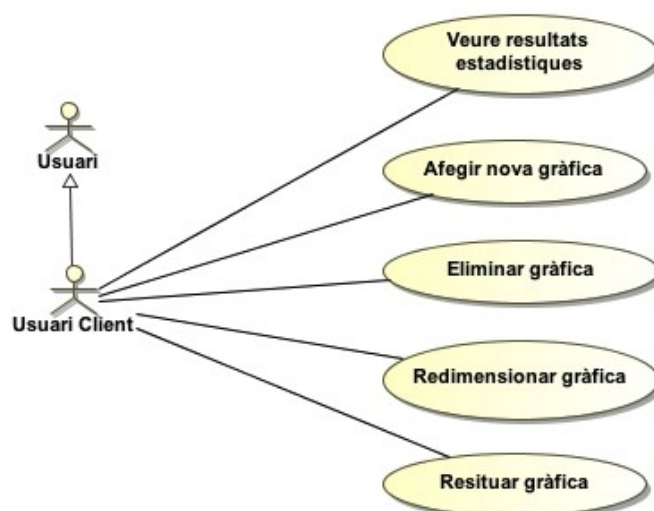 Veure resultats
estadístiques
Usuari
Afegir nova gràfica
Eliminar gràfica
Usuari Client
Redimensionar gràfica
Resituar gràfica